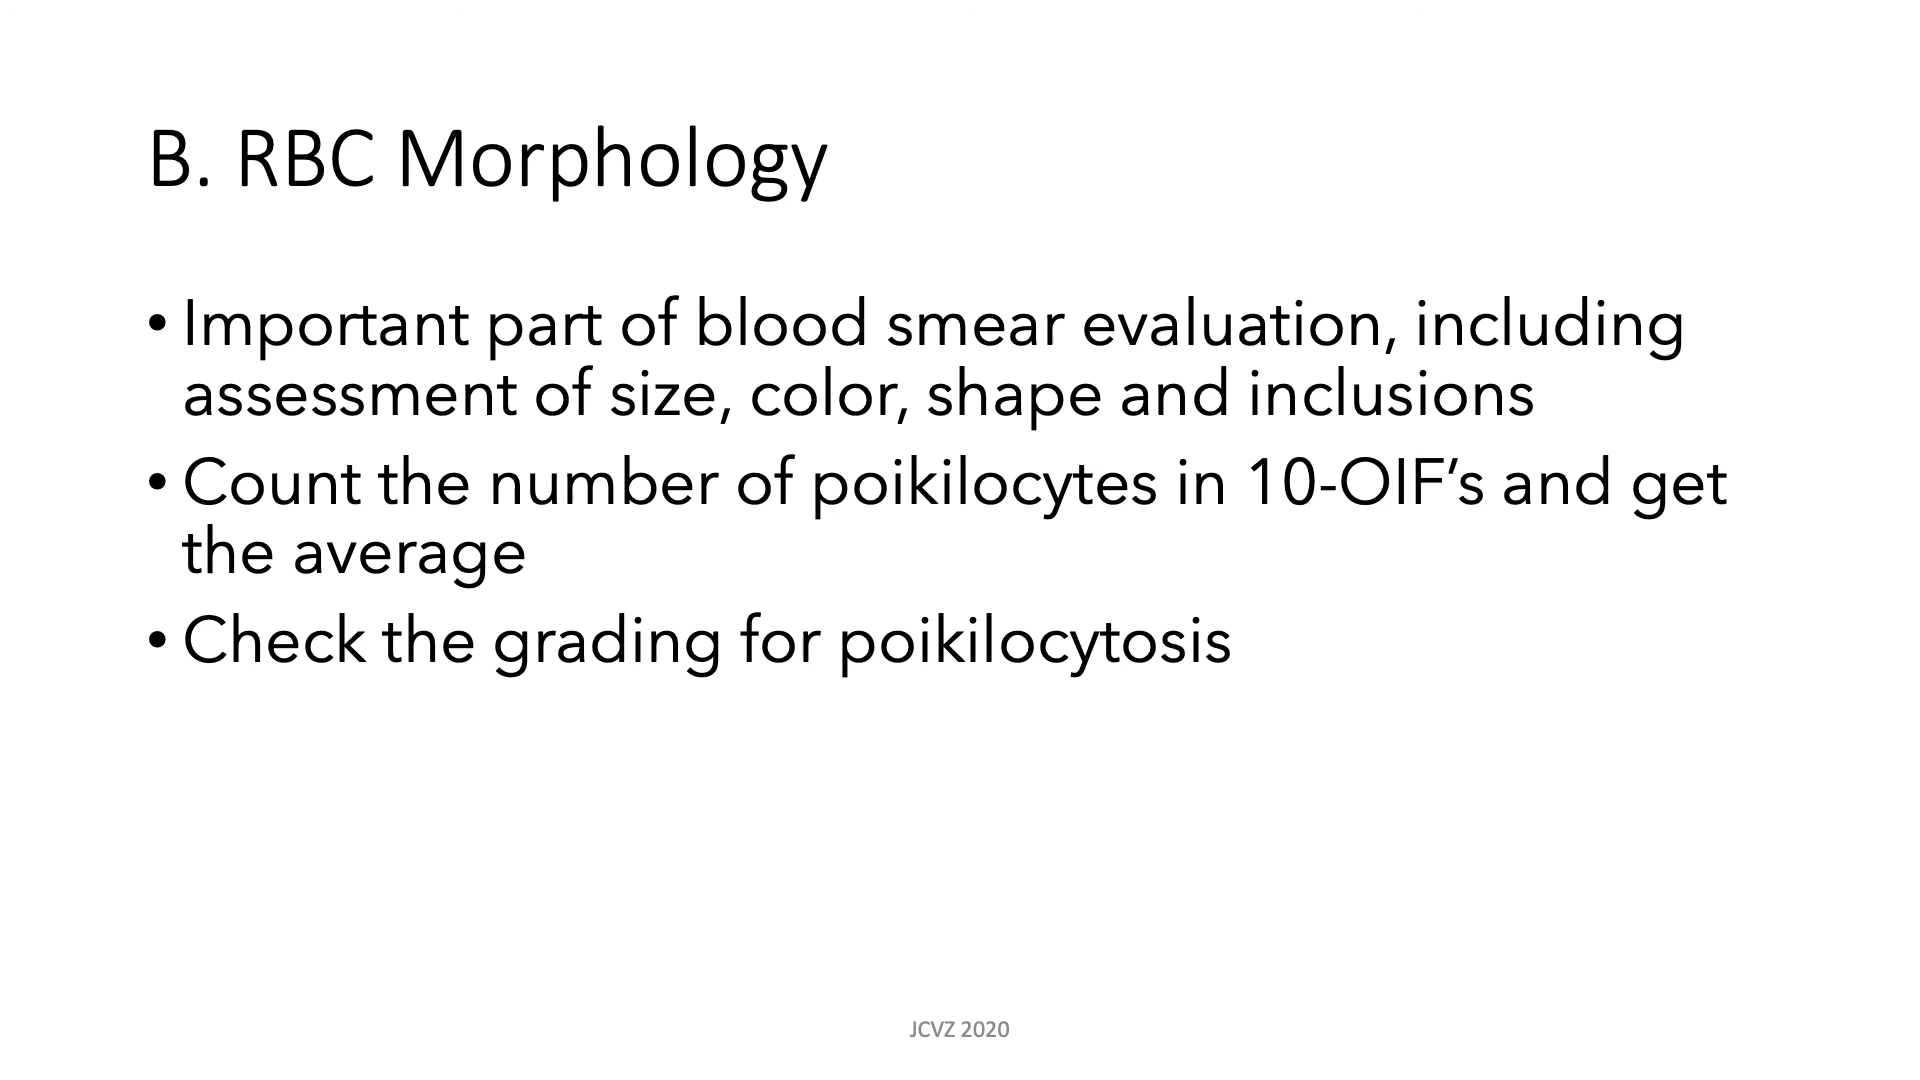 B. RBC Morphology
• Important part of blood smear evaluation, including
assessment of size, color, shape and inclusions
• Count the number of poikilocytes in 10-OIF’s and get
the average
• Check the grading for poikilocytosis
JCVZ 2020